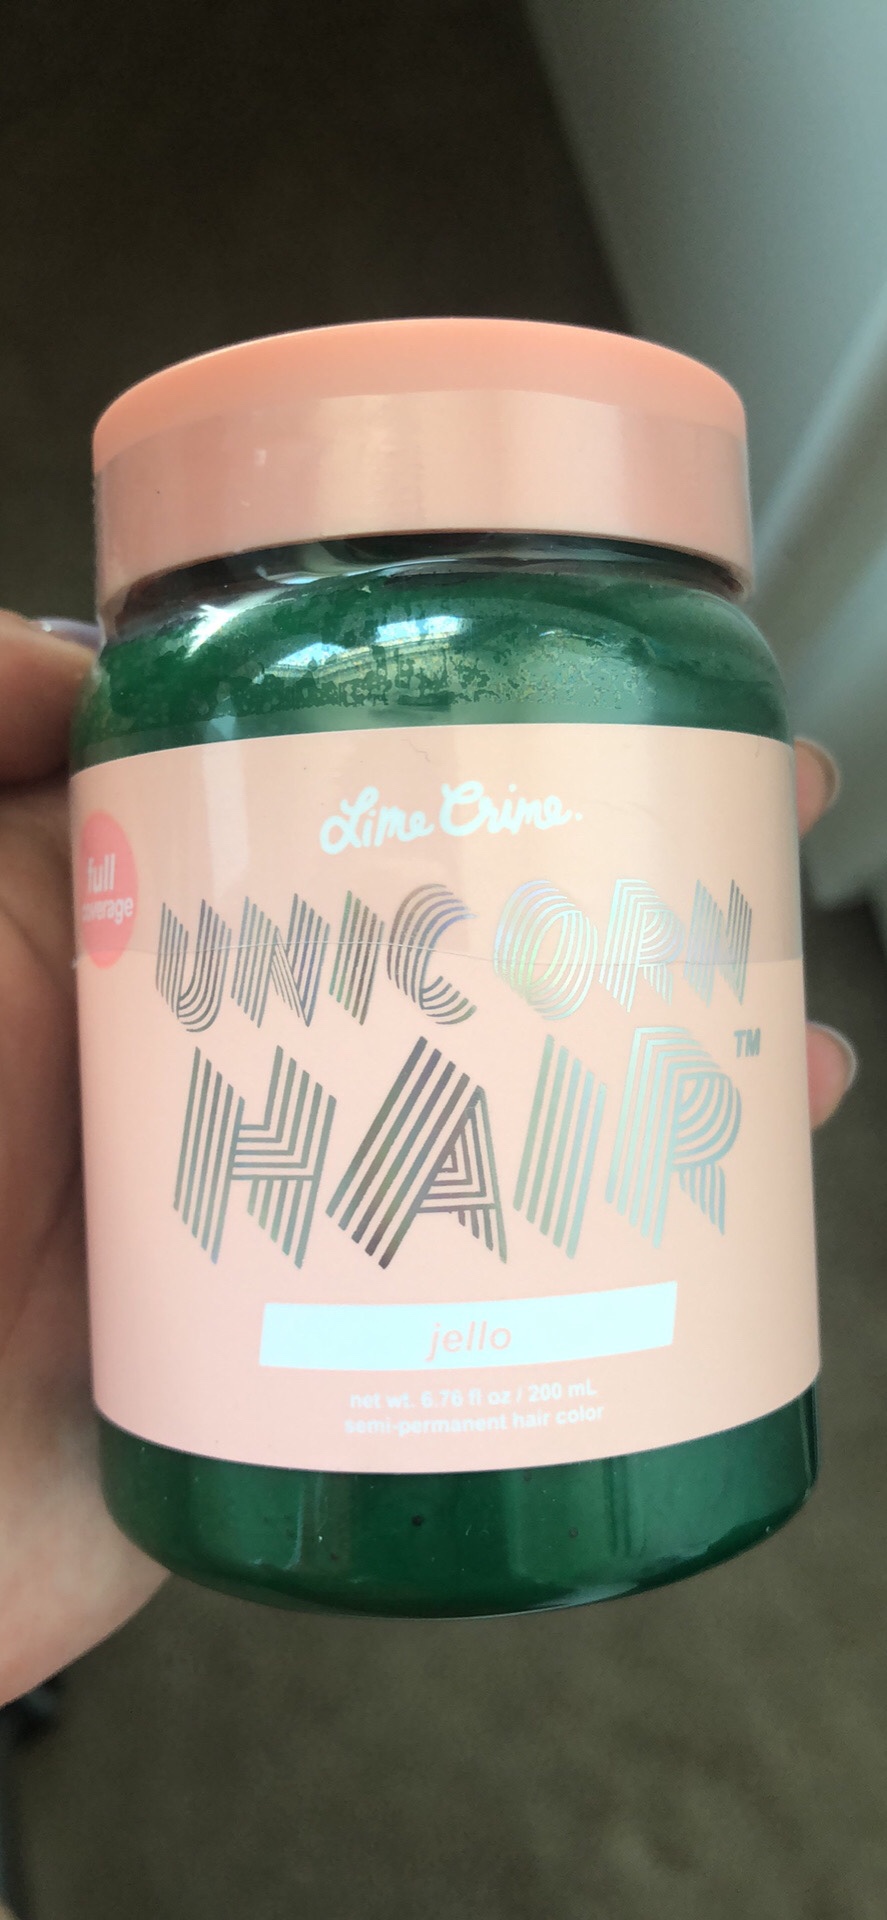 Lime Crime.
full
coverage
UNICORN
HAIR™
jello
net wt. 6.76 fl oz / 200 mL
semi-permanent hair color